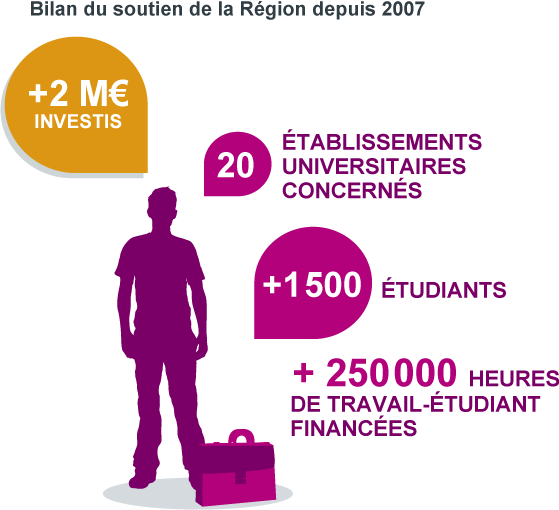 Bilan du soutien de la Région depuis 2007
+2 M€
INVESTIS
20
ÉTABLISSEMENTS
UNIVERSITAIRES
CONCERNÉS
+1 500 ÉTUDIANTS
+ 250 000 HEURES
DE TRAVAIL-ÉTUDIANT
FINANCÉES